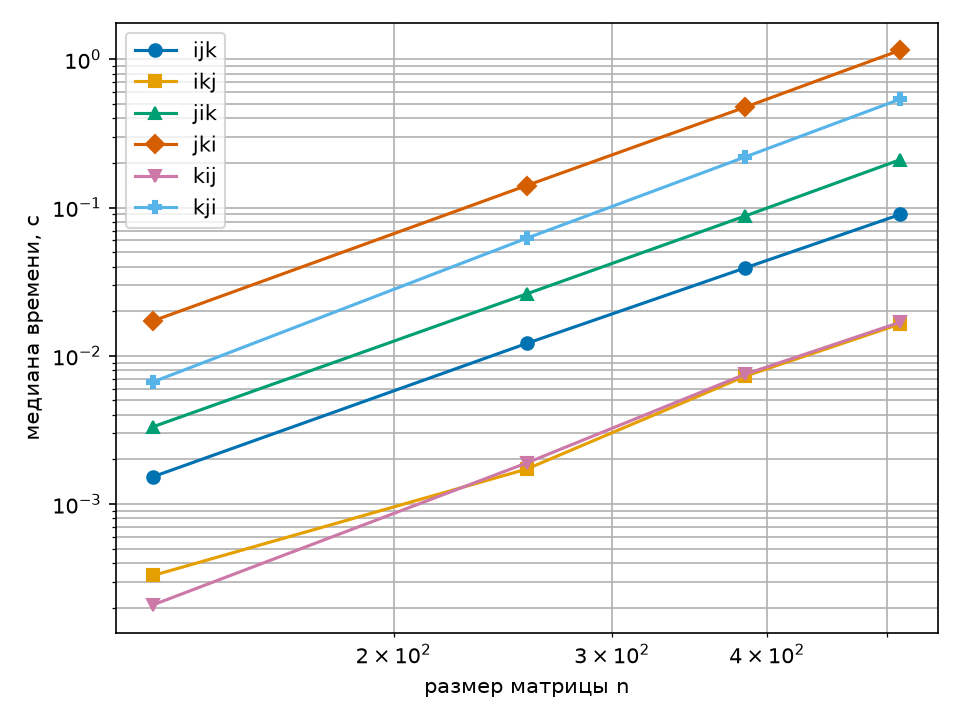 ijk
ikj
jik
jki
kij
kji
10⁰
10⁻¹
10⁻²
10⁻³
медиана времени, с
2 × 10² 3 × 10² 4 × 10²
размер матрицы n